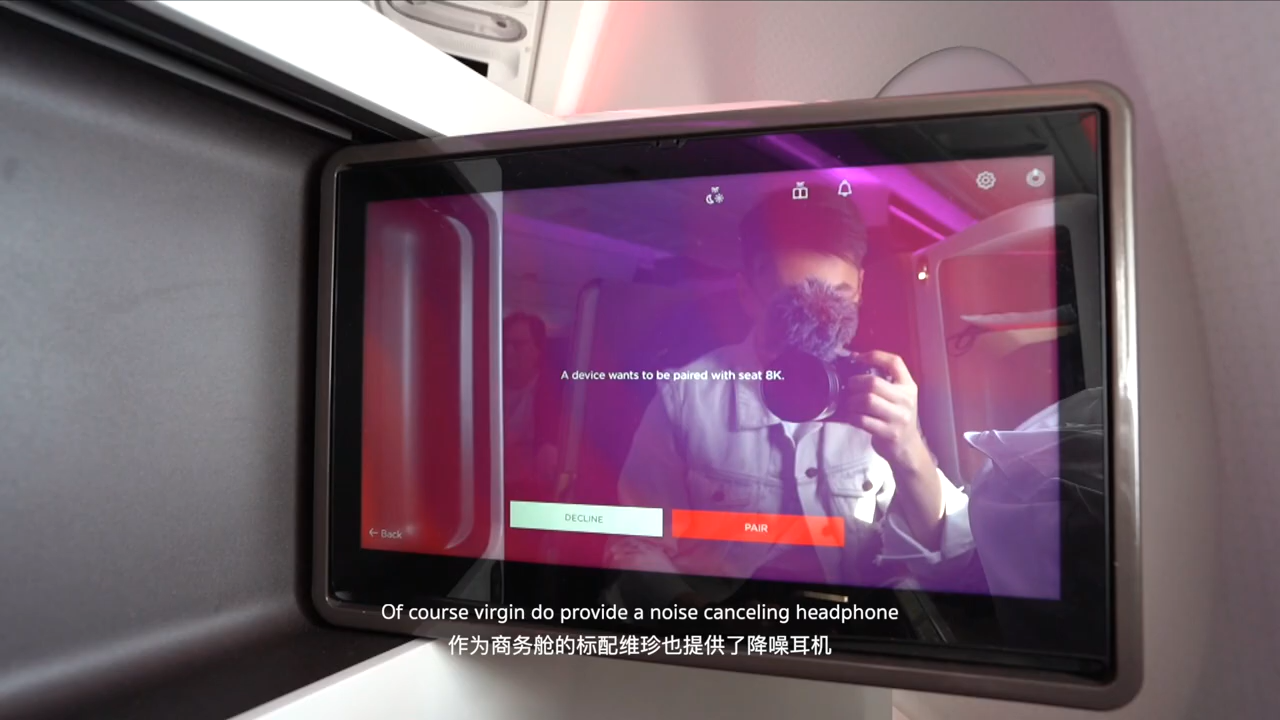 A device wants to be paired with seat 8K.
DECLINE
PAIR
Back
Of course virgin do provide a noise canceling headphone
作为商务舱的标配维珍也提供了降噪耳机